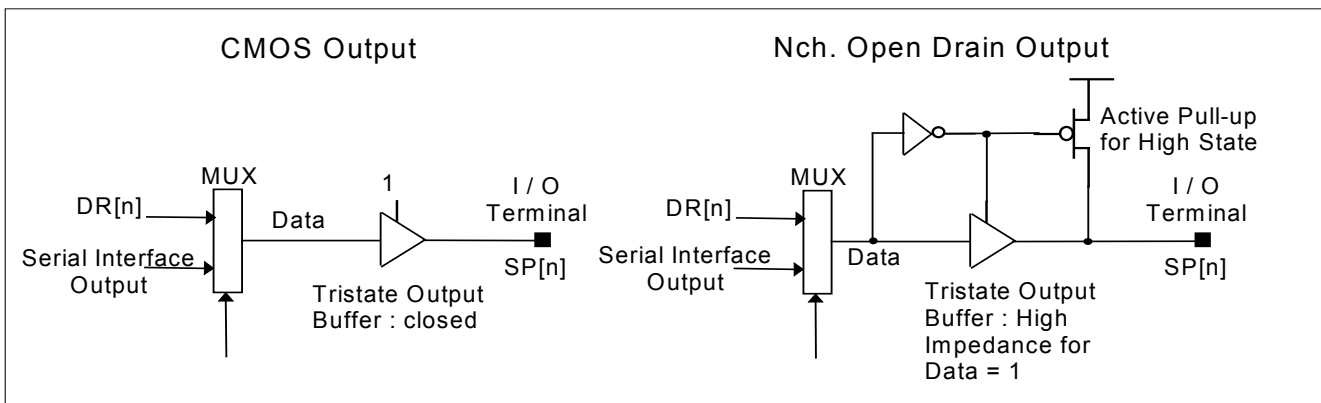 CMOS Output
MUX
DR[n]
Serial Interface
Output
Data
1
I / O
Terminal
SP[n]
Tristate Output
Buffer : closed
Nch. Open Drain Output
Active Pull-up
for High State
MUX
DR[n]
Serial Interface
Output
Data
I / O
Terminal
SP[n]
Tristate Output
Buffer : High
Impedance for
Data = 1